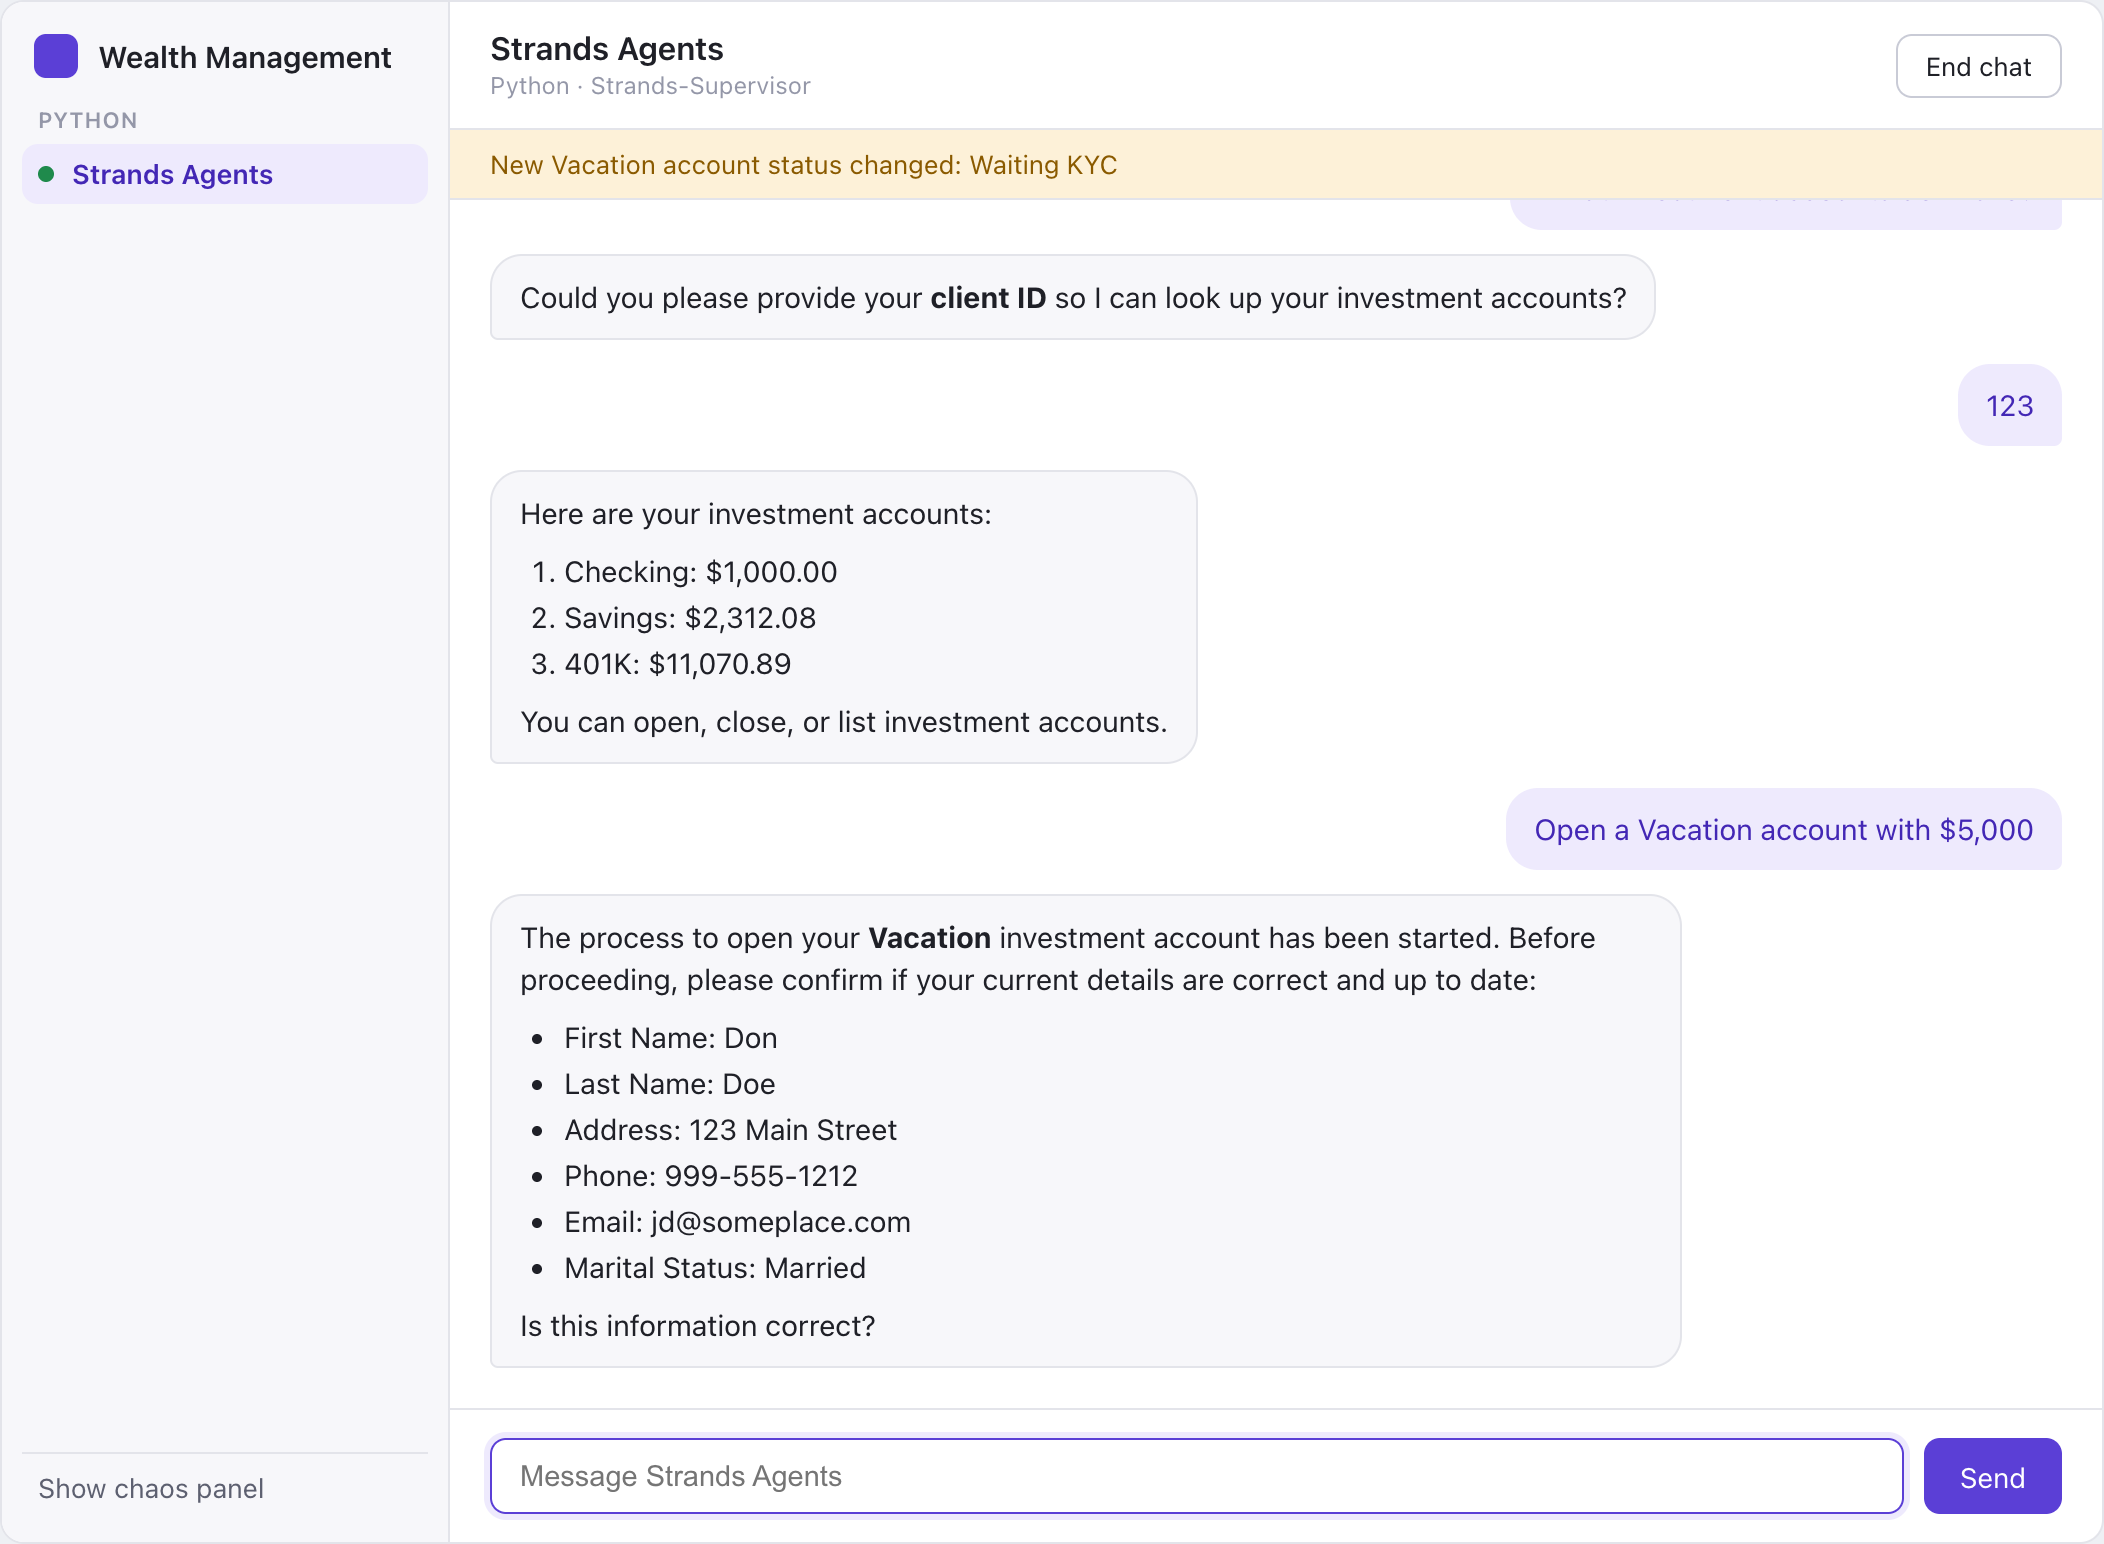 Wealth Management
PYTHON
Strands Agents
Show chaos panel
Strands Agents
Python · Strands-Supervisor
End chat
New Vacation account status changed: Waiting KYC
Could you please provide your client ID so I can look up your investment accounts?
123
Here are your investment accounts:
1. Checking: $1,000.00
2. Savings: $2,312.08
3. 401K: $11,070.89
You can open, close, or list investment accounts.
Open a Vacation account with $5,000
The process to open your Vacation investment account has been started. Before
proceeding, please confirm if your current details are correct and up to date:
• First Name: Don
• Last Name: Doe
• Address: 123 Main Street
• Phone: 999-555-1212
• Email: jd@someplace.com
• Marital Status: Married
Is this information correct?
Message Strands Agents
Send